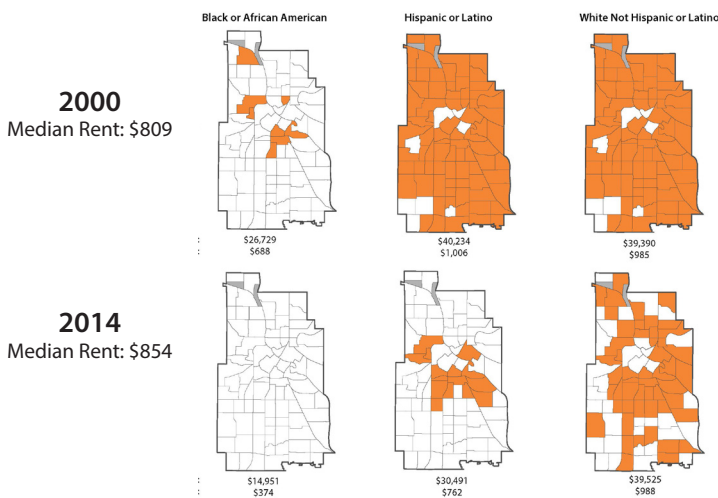 Black or African American
Hispanic or Latino
White Not Hispanic or Latino
2000
Median Rent: $809
: $26,729
: $688
$40,234
$1,006
$39,390
$985
2014
Median Rent: $854
: $14,951
: $374
$30,491
$762
$39,525
$988